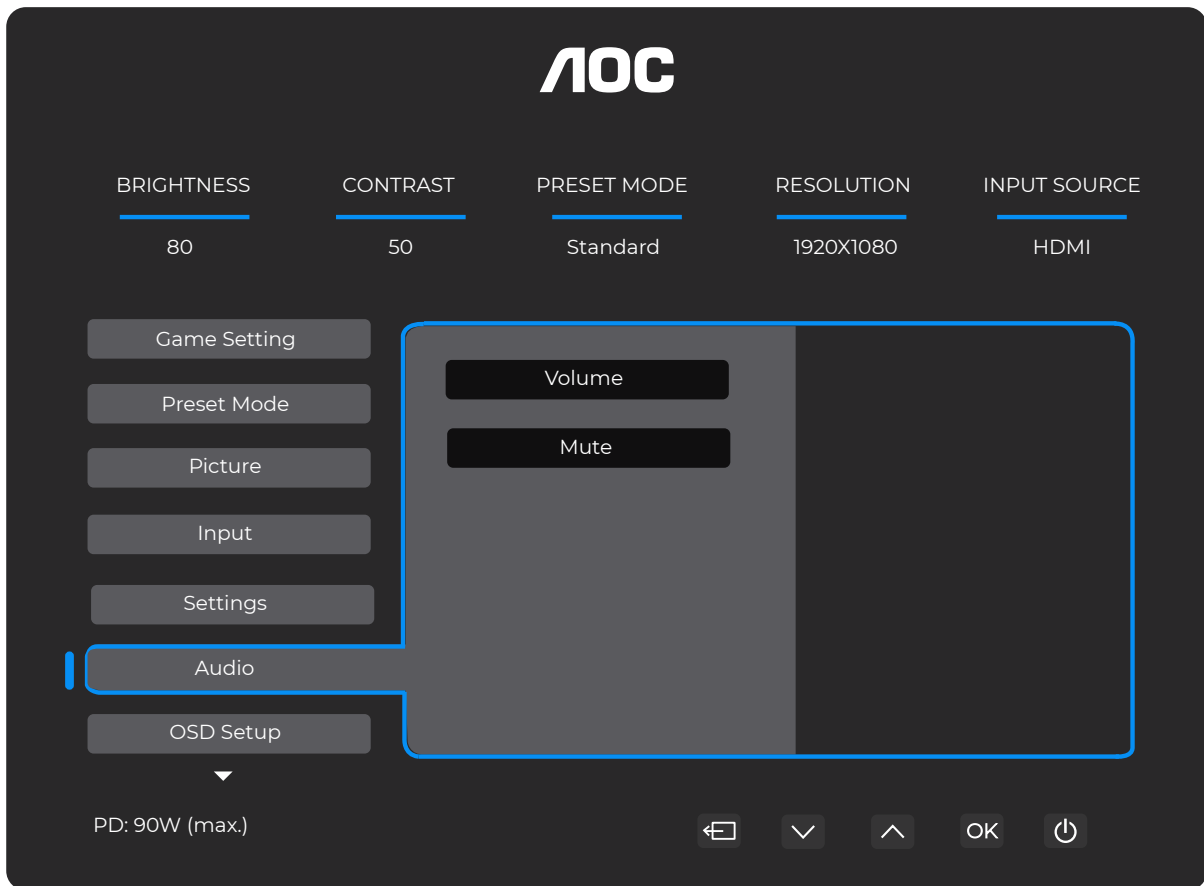 AOC
BRIGHTNESS CONTRAST PRESET MODE RESOLUTION INPUT SOURCE
80 50 Standard 1920X1080 HDMI
Game Setting
Preset Mode
Picture
Input
Settings
Audio
OSD Setup
Volume
Mute
PD: 90W (max.)
OK